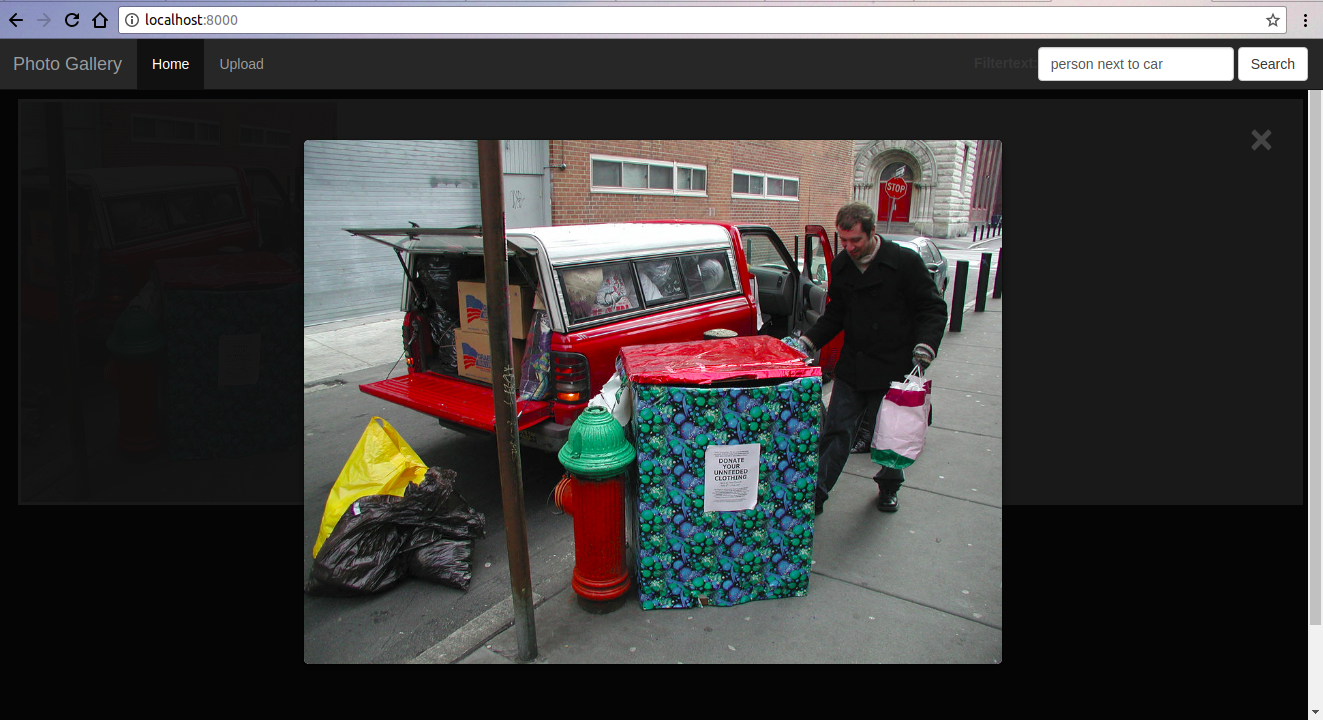 localhost:8000
Photo Gallery
Home
Upload
Filtertext:
person next to car
Search
STOP
DONATE
YOUR
UNNEEDED
CLOTHING